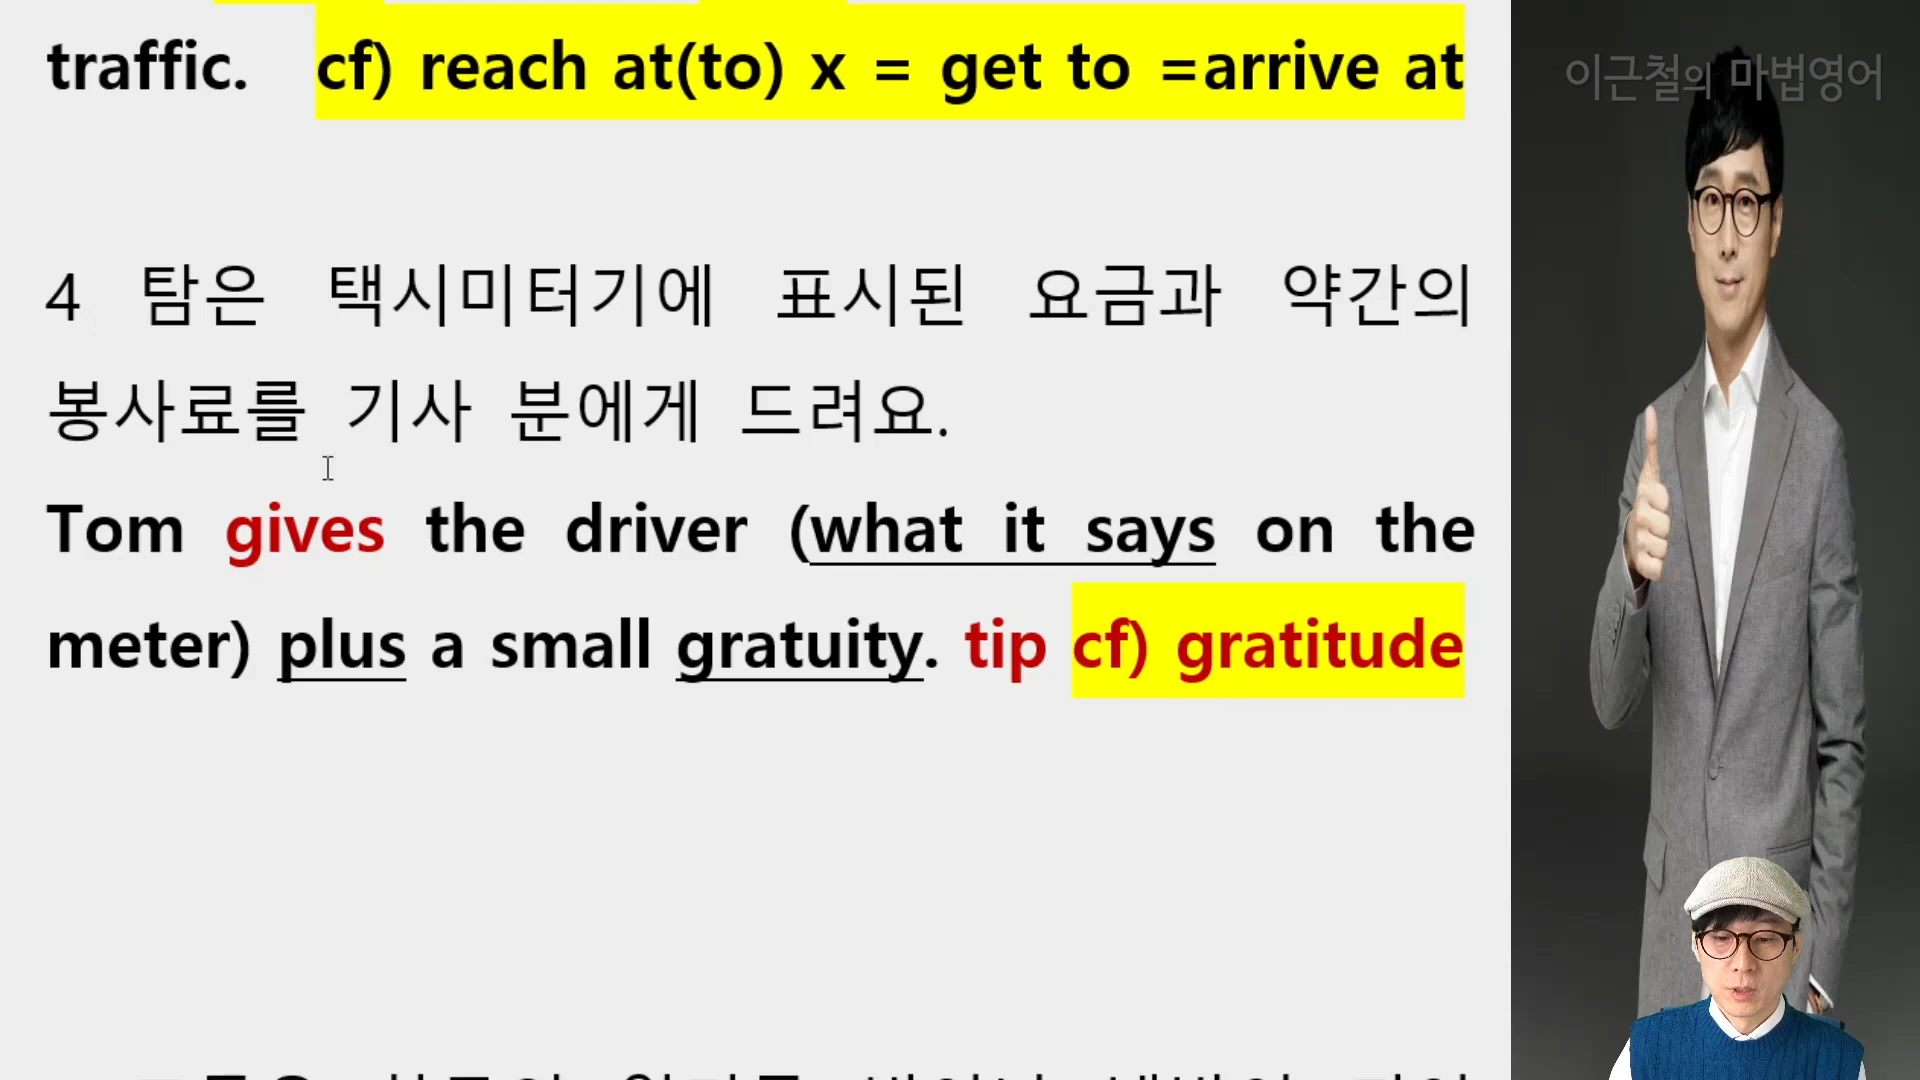 traffic. cf) reach at(to) x = get to =arrive at
이근철의 마법영어
4 탐은 택시미터기에 표시된 요금과 약간의
봉사료를 기사 분에게 드려요.
Tom gives the driver (what it says on the
meter) plus a small gratuity. tip cf) gratitude